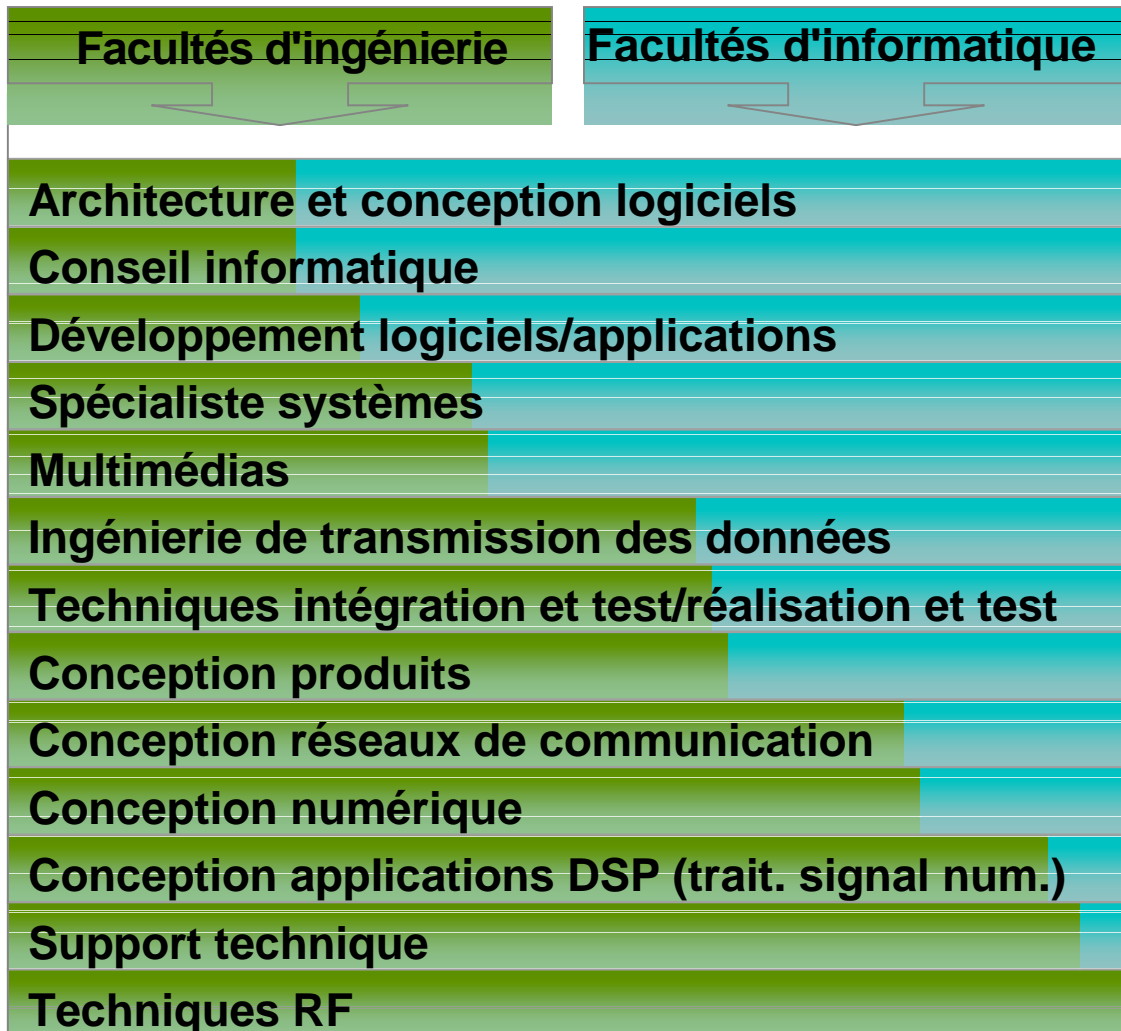 Facultés d'ingénierie
Facultés d'informatique
Architecture et conception logiciels
Conseil informatique
Développement logiciels/applications
Spécialiste systèmes
Multimédias
Ingénierie de transmission des données
Techniques intégration et test/réalisation et test
Conception produits
Conception réseaux de communication
Conception numérique
Conception applications DSP (trait. signal num.)
Support technique
Techniques RF